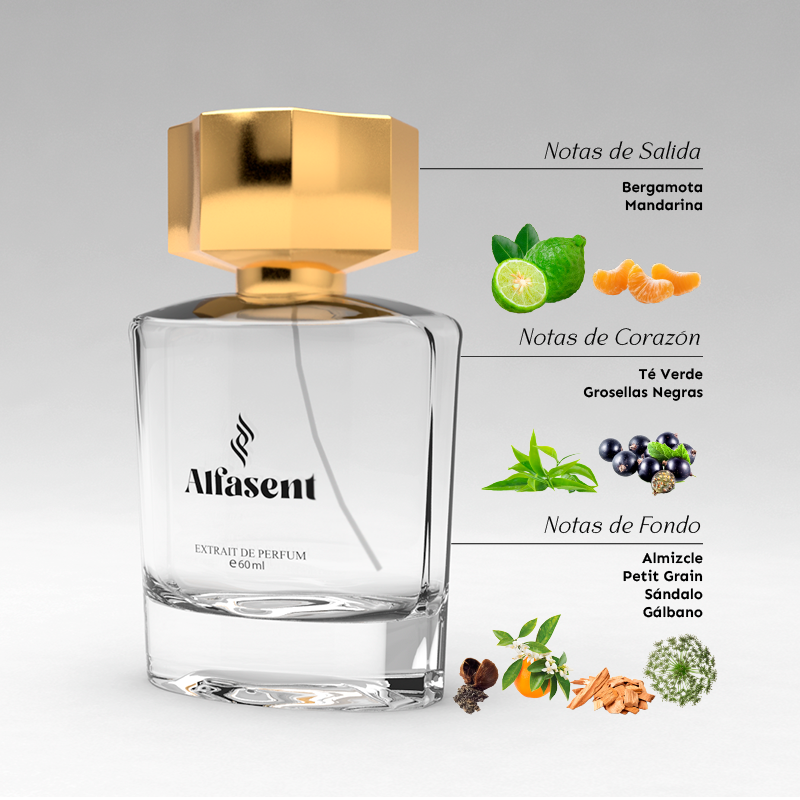 Notas de Salida
Bergamota
Mandarina
Notas de Corazón
Té Verde
Grosellas Negras
Alfasent
EXTRAIT DE PERFUM
e 60 ml
Notas de Fondo
Almizcle
Petit Grain
Sándalo
Gálbano